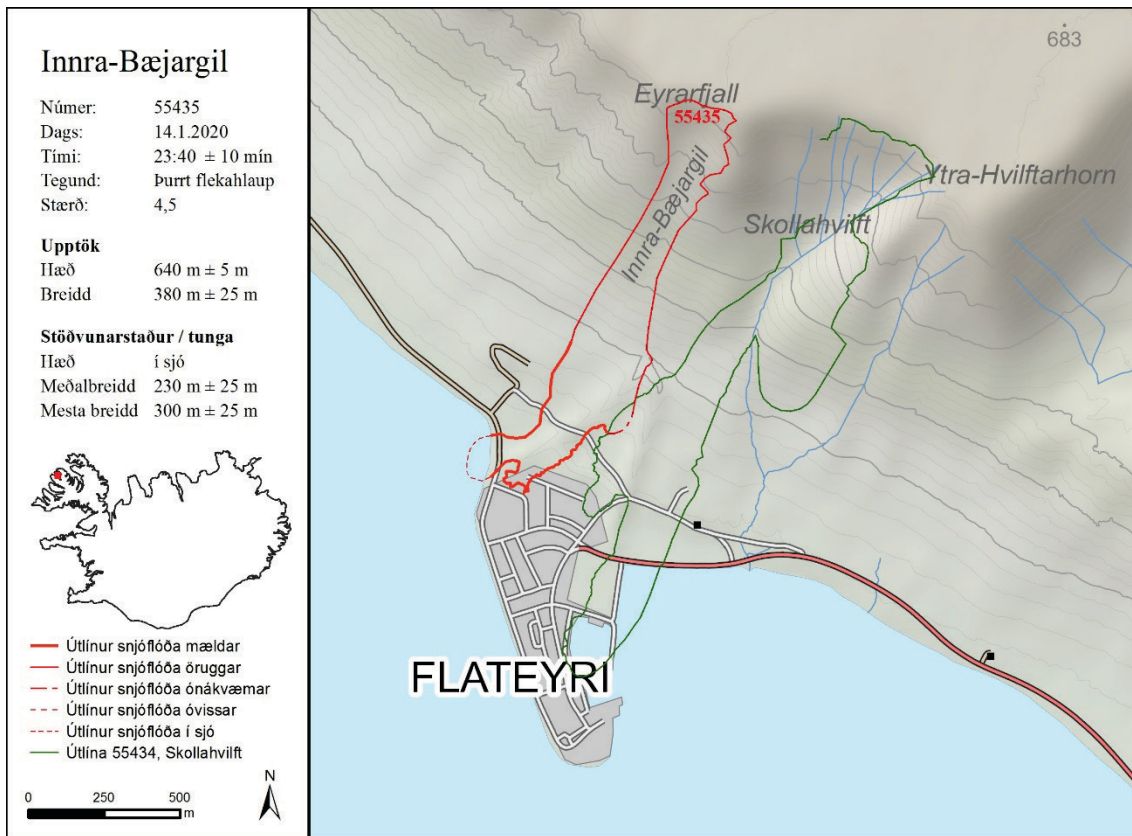 Innra-Bæjargil
Númer: 55435
Dags: 14.1.2020
Tími: 23:40 ± 10 mín
Tegund: Þurrt flekahlaup
Stærð: 4,5
Upptök
Hæð 640 m ± 5 m
Breidd 380 m ± 25 m
Stöðvunarstaður / tunga
Hæð í sjó
Meðalbreidd 230 m ± 25 m
Mesta breidd 300 m ± 25 m
Útlínur snjóflóða mældar
Útlínur snjóflóða öruggar
Útlínur snjóflóða ónákvæmar
Útlínur snjóflóða óvissar
Útlínur snjóflóða í sjó
Útlína 55434, Skollahvilft
N
0 250 500
m
683
Eyrarfjall
55435
Ytra-Hvilftarhorn
Skollahvilft
Innra-Bæjargil
FLATEYRI